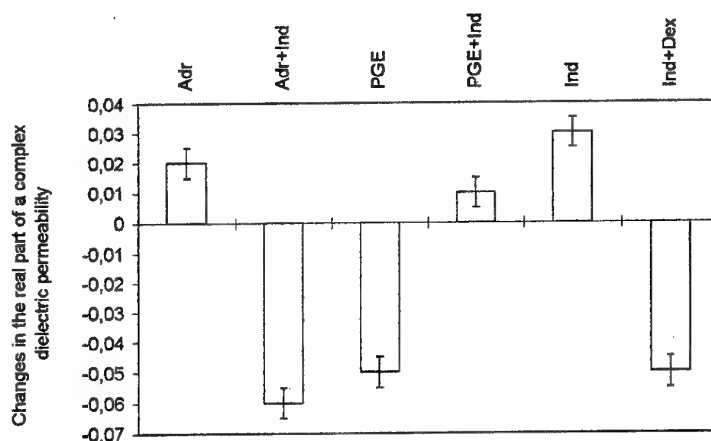 Adr
Adr+Ind
PGE
PGE+Ind
Ind
Ind+Dex
Changes in the real part of a complex
dielectric permeability
0,04
0,03
0,02
0,01
0
-0,01
-0,02
-0,03
-0,04
-0,05
-0,06
-0,07